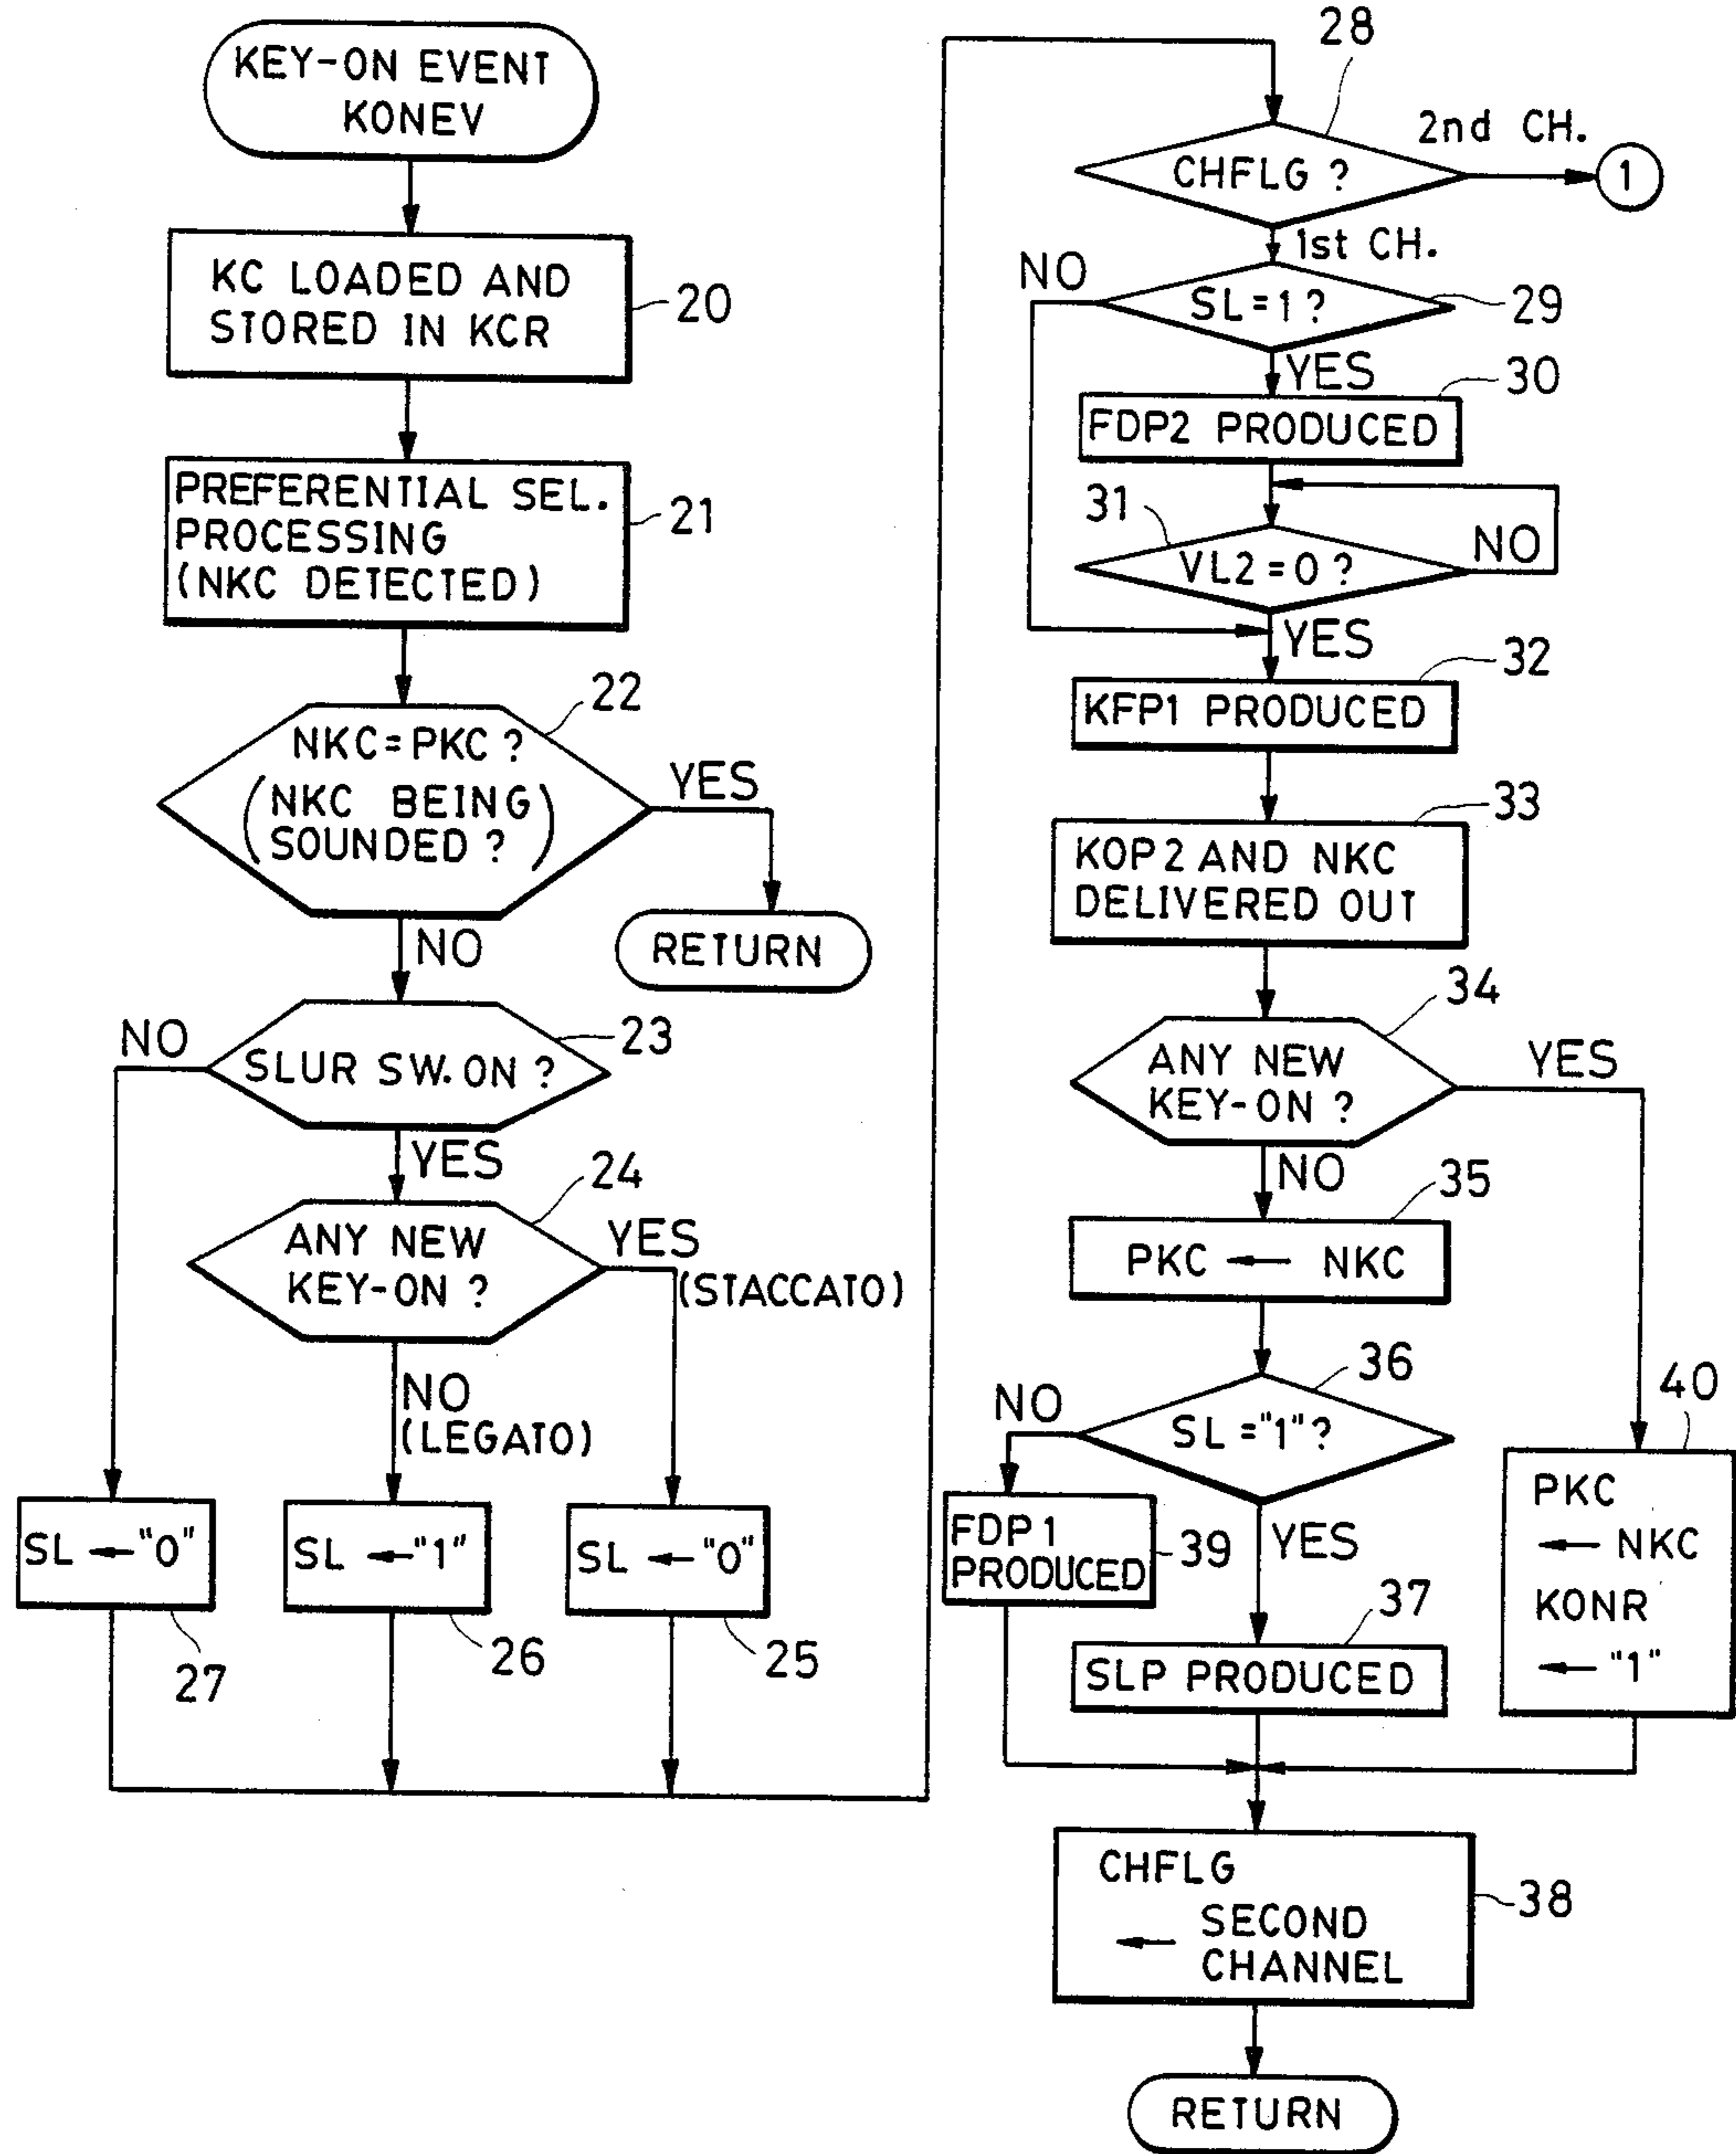 KEY-ON EVENT
KONEV
KC LOADED AND
STORED IN KCR
20
PREFERENTIAL SEL.
PROCESSING
(NKC DETECTED)
21
22
NKC=PKC ?
(NKC BEING
SOUNDED ?)
YES
RETURN
NO
23
NO
SLUR SW. ON ?
YES
24
ANY NEW
KEY-ON ?
YES
(STACCATO)
NO
(LEGATO)
SL ← "0"
SL ← "1"
SL ← "0"
27
26
25
28
CHFLG ?
2nd CH.
1
1st CH.
NO
SL=1 ?
29
YES
30
FDP2 PRODUCED
31
VL2=0 ?
NO
YES
32
KFP1 PRODUCED
33
KOP2 AND NKC
DELIVERED OUT
34
ANY NEW
KEY-ON ?
YES
NO
35
PKC ← NKC
36
NO
SL="1" ?
40
PKC
← NKC
KONR
← "1"
FDP1
PRODUCED
39
YES
37
SLP PRODUCED
CHFLG
← SECOND
CHANNEL
38
RETURN